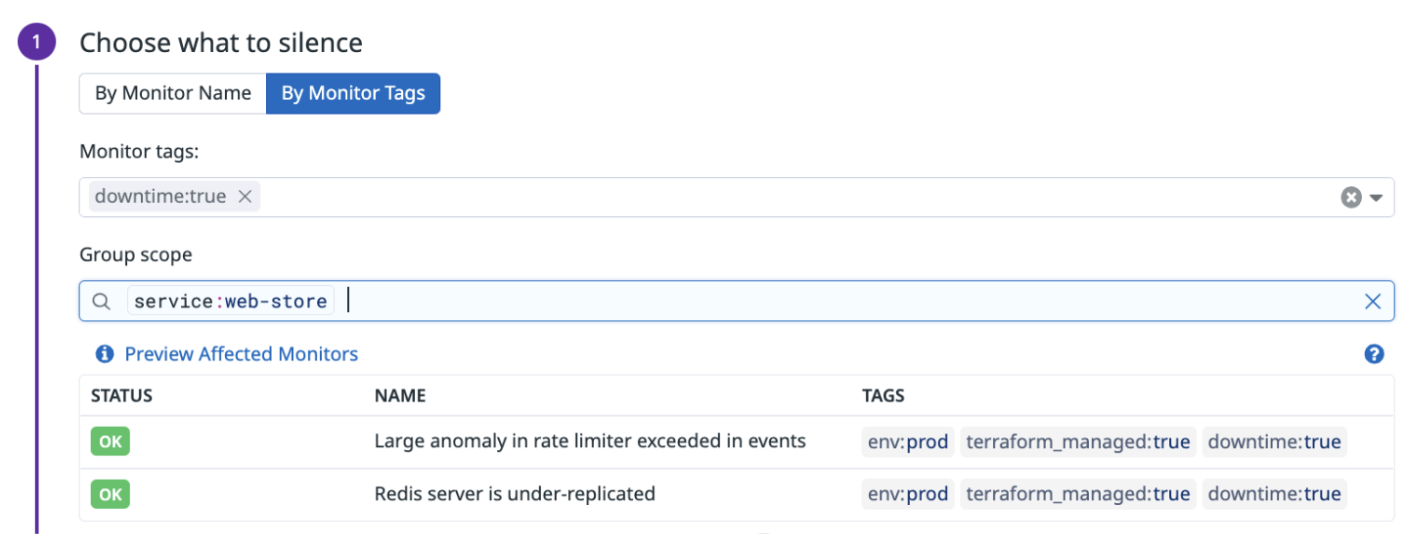 1 Choose what to silence
By Monitor Name By Monitor Tags
Monitor tags:
downtime:true
Group scope
service:web-store
Preview Affected Monitors
STATUS NAME TAGS
OK Large anomaly in rate limiter exceeded in events env:prod terraform_managed:true downtime:true
OK Redis server is under-replicated env:prod terraform_managed:true downtime:true